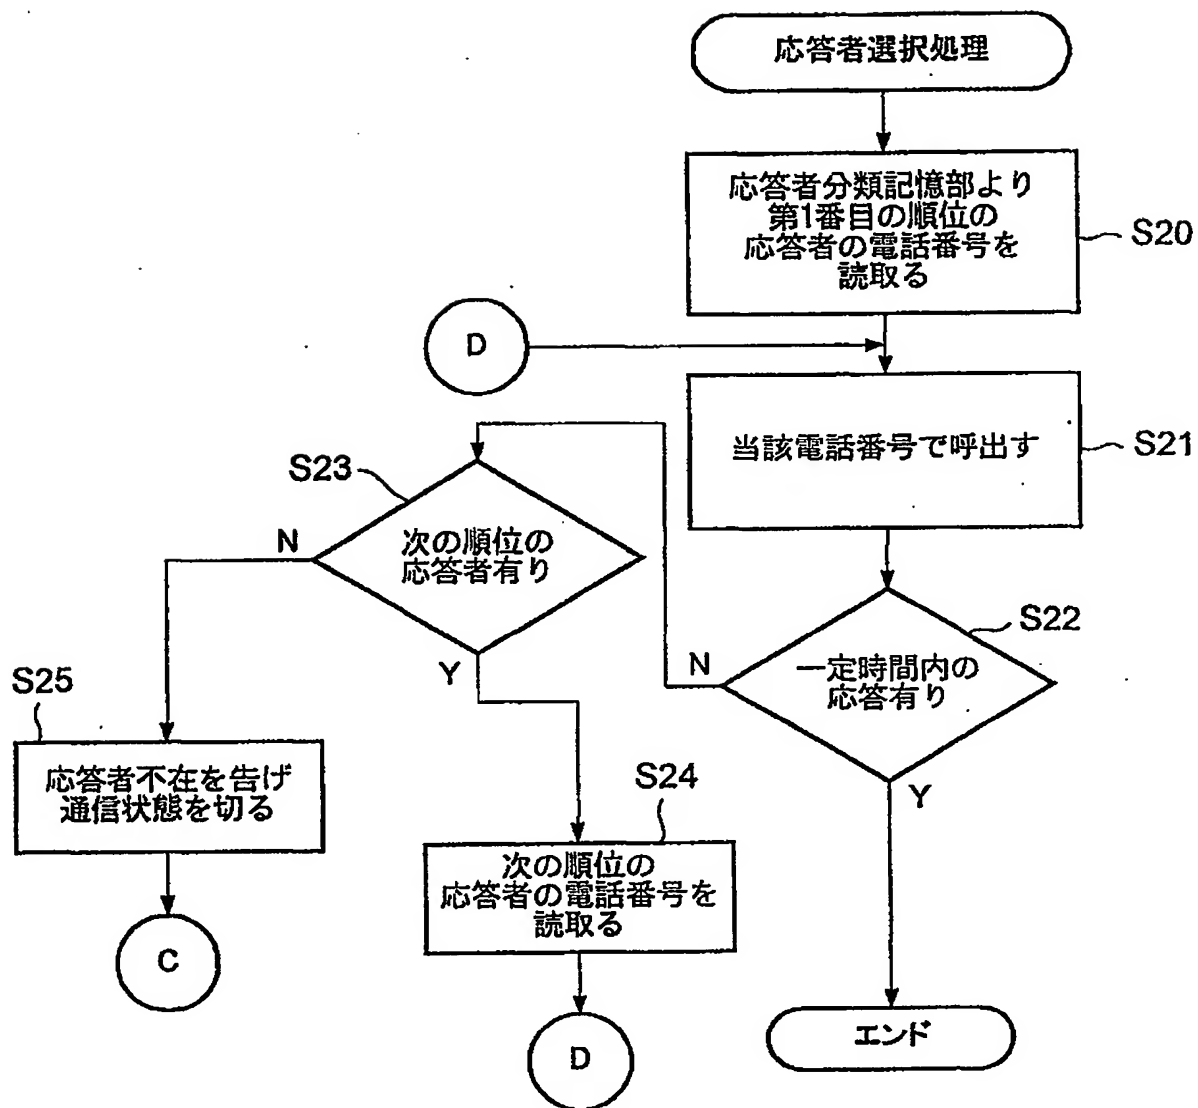 応答者選択処理
応答者分類記憶部より
第1番目の順位の
応答者の電話番号を
読取る
S20
D
当該電話番号で呼出す
S21
S23
次の順位の
応答者有り
N
Y
S22
一定時間内の
応答有り
N
Y
S25
応答者不在を告げ
通信状態を切る
S24
次の順位の
応答者の電話番号を
読取る
C
D
エンド